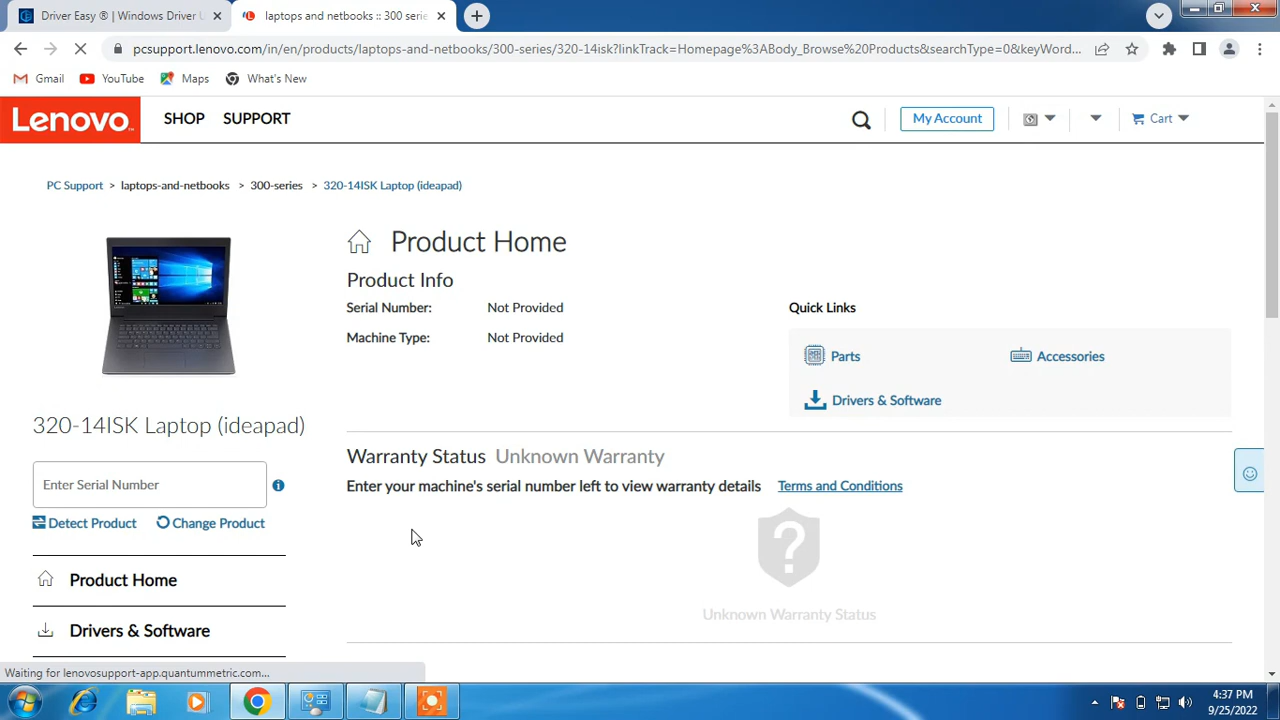 Driver Easy ® | Windows Driver U
laptops and netbooks :: 300 serie
pcsupport.lenovo.com/in/en/products/laptops-and-netbooks/300-series/320-14isk?linkTrack=Homepage%3ABody_Browse%20Products&searchType=0&keyWord...
Gmail YouTube Maps What's New
Lenovo SHOP SUPPORT My Account Cart
PC Support > laptops-and-netbooks > 300-series > 320-14ISK Laptop (ideapad)
Product Home
Product Info
Serial Number: Not Provided
Machine Type: Not Provided
Quick Links
Parts Accessories
Drivers & Software
320-14ISK Laptop (ideapad)
Enter Serial Number
Detect Product Change Product
Product Home
Drivers & Software
Warranty Status Unknown Warranty
Enter your machine's serial number left to view warranty details Terms and Conditions
?
Unknown Warranty Status
Waiting for lenovosupport-app.quantummetric.com...
4:37 PM
9/25/2022